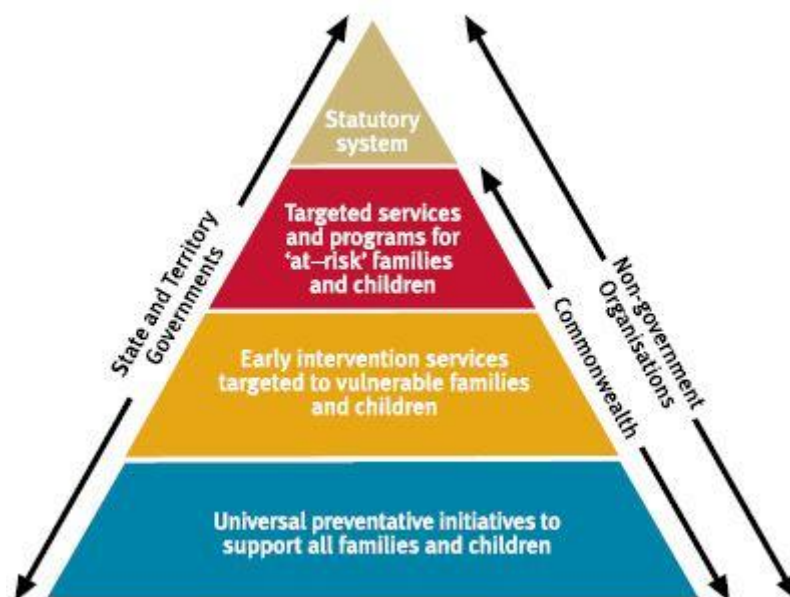 Statutory
system
Targeted services
and programs for
‘at–risk’ families
and children
Early intervention services
targeted to vulnerable families
and children
Universal preventative initiatives to
support all families and children
State and Territory
Governments
Commonwealth
Non-government
Organisations